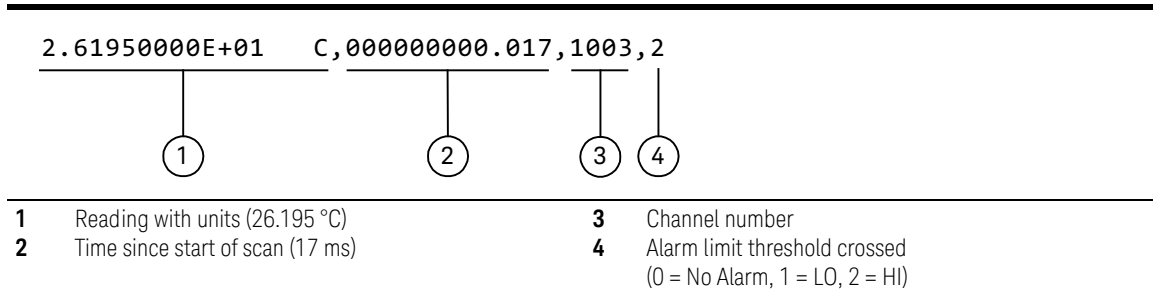 2.61950000E+01    C,000000000.017,1003,2
1 2 3 4
1 Reading with units (26.195 °C)
2 Time since start of scan (17 ms)
3 Channel number
4 Alarm limit threshold crossed
(0 = No Alarm, 1 = LO, 2 = HI)